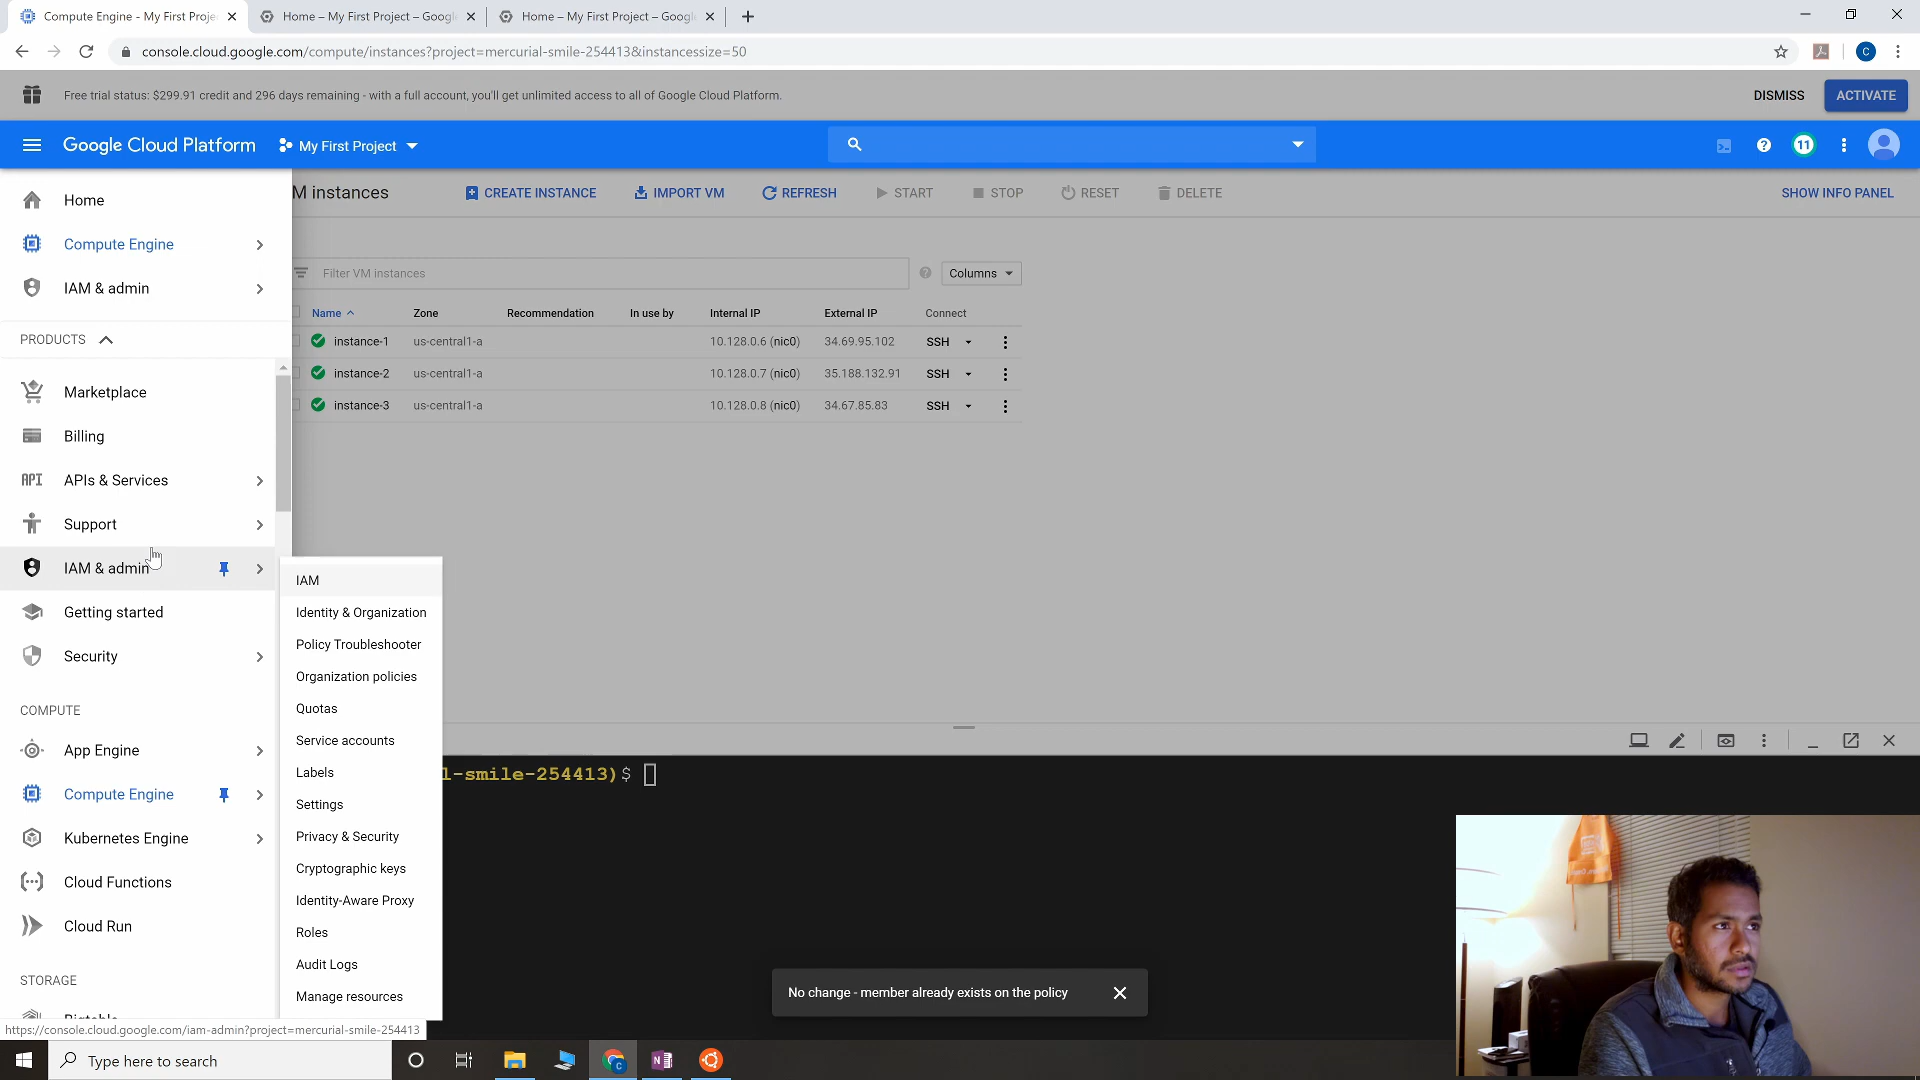 Compute Engine - My First Proje
Home – My First Project – Googl
Home – My First Project – Googl
console.cloud.google.com/compute/instances?project=mercurial-smile-254413&instancessize=50
C
Free trial status: $299.91 credit and 296 days remaining - with a full account, you'll get unlimited access to all of Google Cloud Platform.
DISMISS
ACTIVATE
Google Cloud Platform
My First Project
11
Home
Compute Engine
IAM & admin
PRODUCTS
Marketplace
Billing
API
APIs & Services
Support
IAM & admin
Getting started
Security
COMPUTE
App Engine
Compute Engine
Kubernetes Engine
Cloud Functions
Cloud Run
STORAGE
IAM
Identity & Organization
Policy Troubleshooter
Organization policies
Quotas
Service accounts
Labels
Settings
Privacy & Security
Cryptographic keys
Identity-Aware Proxy
Roles
Audit Logs
Manage resources
M instances
CREATE INSTANCE
IMPORT VM
REFRESH
START
STOP
RESET
DELETE
SHOW INFO PANEL
Filter VM instances
Columns
Name Zone Recommendation In use by Internal IP External IP Connect
instance-1 us-central1-a 10.128.0.6 (nic0) 34.69.95.102 SSH
instance-2 us-central1-a 10.128.0.7 (nic0) 35.188.132.91 SSH
instance-3 us-central1-a 10.128.0.8 (nic0) 34.67.85.83 SSH
l-smile-254413)$
No change - member already exists on the policy
https://console.cloud.google.com/iam-admin?project=mercurial-smile-254413
Type here to search